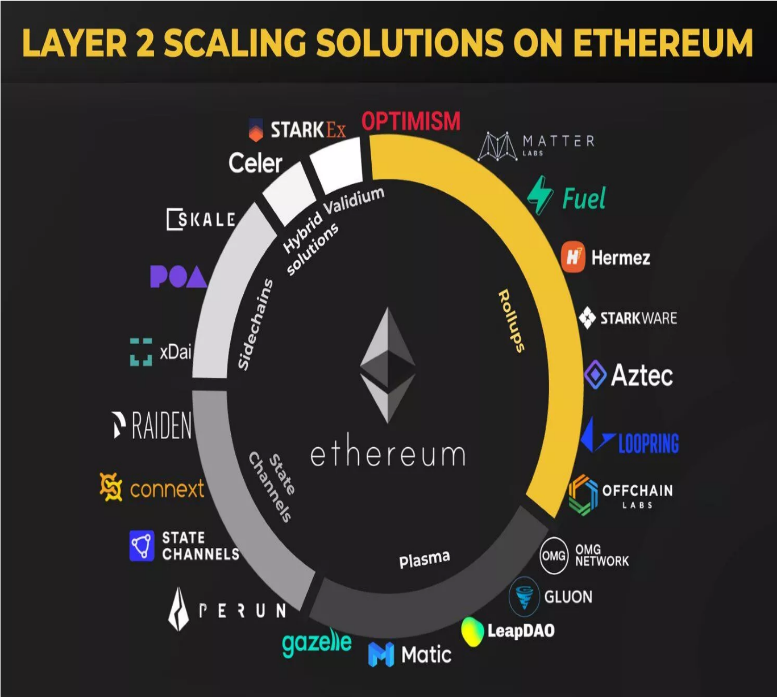 LAYER 2 SCALING SOLUTIONS ON ETHEREUM
STARKEx
OPTIMISM
MATTER
LABS
Celer
Fuel
SKALE
Hybrid
solutions
Validium
Hermez
POA
Sidechains
Rollups
STARKWARE
xDai
Aztec
RAIDEN
ethereum
LOOPRING
connext
State
Channels
OFFCHAIN
LABS
STATE
CHANNELS
Plasma
OMG
OMG
NETWORK
GLUON
PERUN
LeapDAO
gazelle
Matic